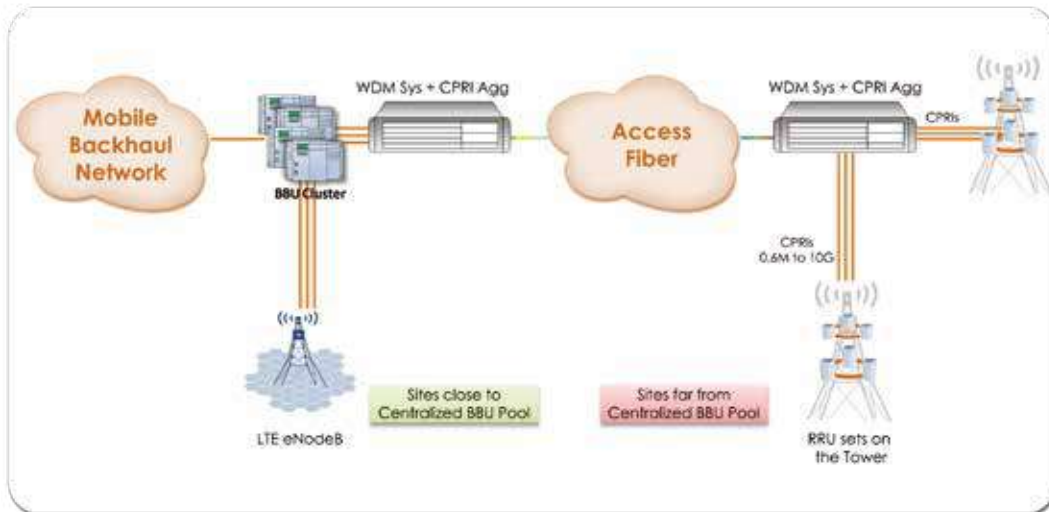 WDM Sys + CPRI Agg
WDM Sys + CPRI Agg
Mobile
Backhaul
Network
Access
Fiber
CPRIs
BBU Cluster
CPRIs
0.6M to 10G
Sites close to
Centralized BBU Pool
Sites far from
Centralized BBU Pool
LTE eNodeB
RRU sets on
the Tower